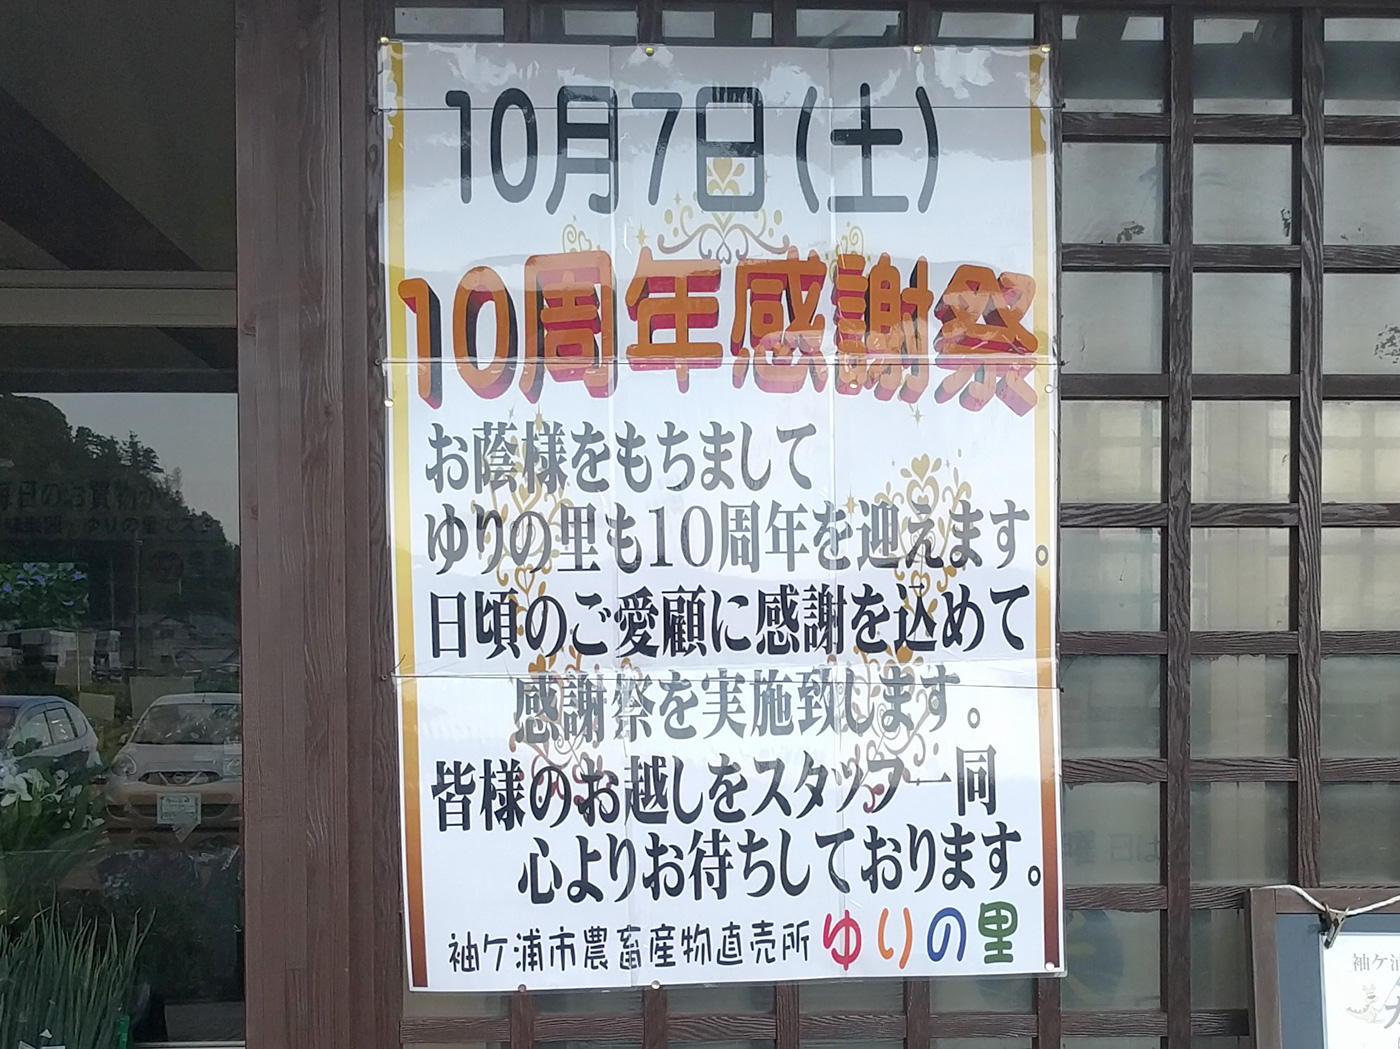 10月7日(土)
10周年感謝祭
お蔭様をもちまして
ゆりの里も10周年を迎えます。
日頃のご愛顧に感謝を込めて
感謝祭を実施致します。
皆様のお越しをスタッフ一同
心よりお待ちしております。
袖ケ浦市農畜産物直売所 ゆりの里
袖ケ浦